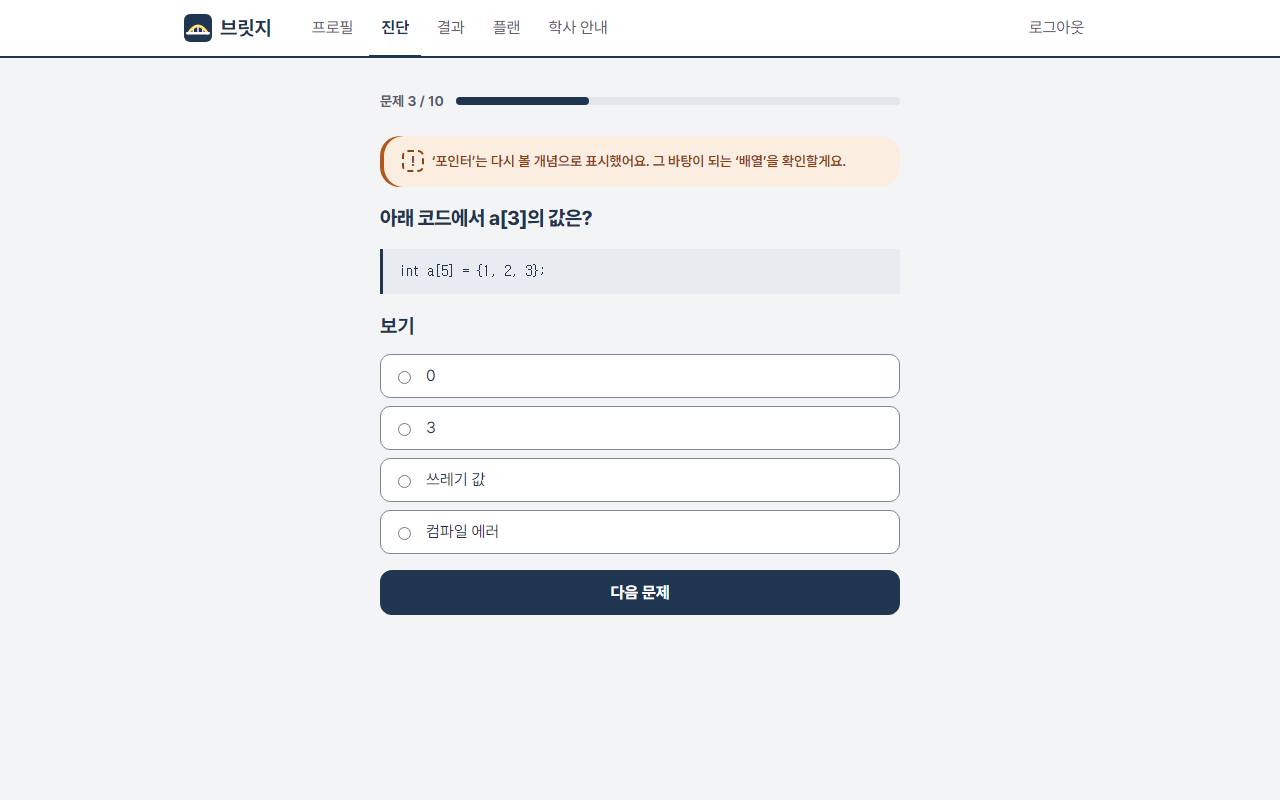 브릿지
프로필
진단
결과
플랜
학사 안내
로그아웃
문제 3 / 10
‘포인터’는 다시 볼 개념으로 표시했어요. 그 바탕이 되는 ‘배열’을 확인할게요.
아래 코드에서 a[3]의 값은?
int a[5] = {1, 2, 3};
보기
0
3
쓰레기 값
컴파일 에러
다음 문제